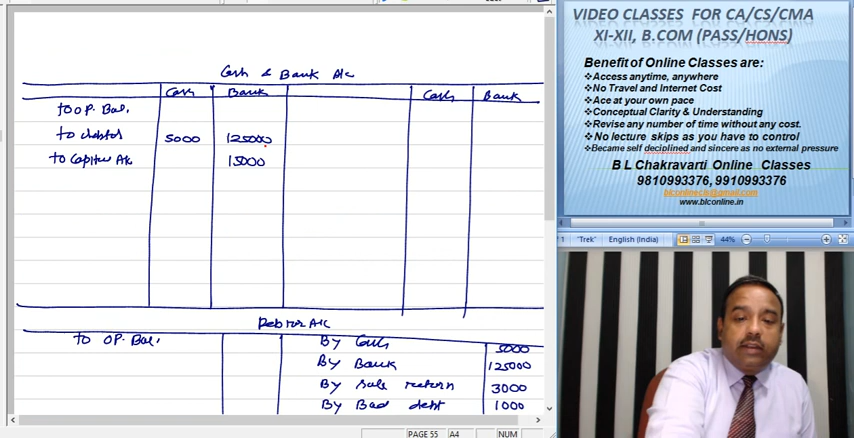 Cash & Bank A/c
Cash Bank Cash Bank
To OP. Bal.
To debtor 5000 125000
To Capital A/c 15000
Debtor A/c
To OP. Bal. By Cash 5000
By Bank 125000
By Sale return 3000
By Bad debt 1000
PAGE 55 A4 NUM
VIDEO CLASSES FOR CA/CS/CMA
XI-XII, B.COM (PASS/HONS)
Benefit of Online Classes are:
❖Access anytime, anywhere
❖No Travel and Internet Cost
❖Ace at your own pace
❖Conceptual Clarity & Understanding
❖Revise any number of time without any cost.
❖No lecture skips as you have to control
❖Became self deciplined and sincere as no external pressure
B L Chakravarti Online Classes
9810993376, 9910993376
www.blconline.in
1 "Trek" English (India) 44%